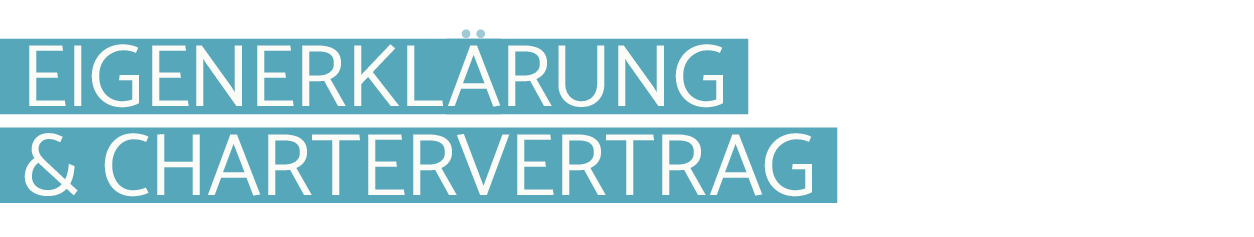 EIGENERKLÄRUNG
& CHARTERVERTRAG